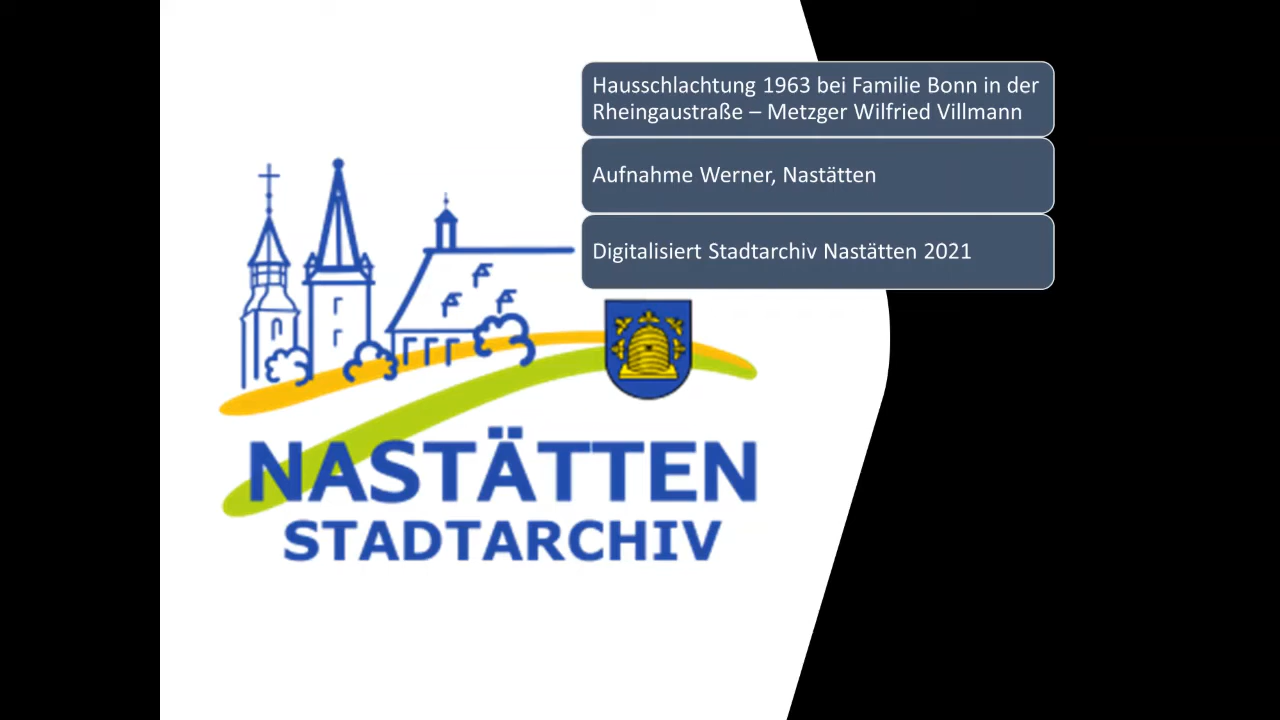 Hausschlachtung 1963 bei Familie Bonn in der
Rheingaustraße – Metzger Wilfried Villmann
Aufnahme Werner, Nastätten
Digitalisiert Stadtarchiv Nastätten 2021
NASTÄTTEN
STADTARCHIV